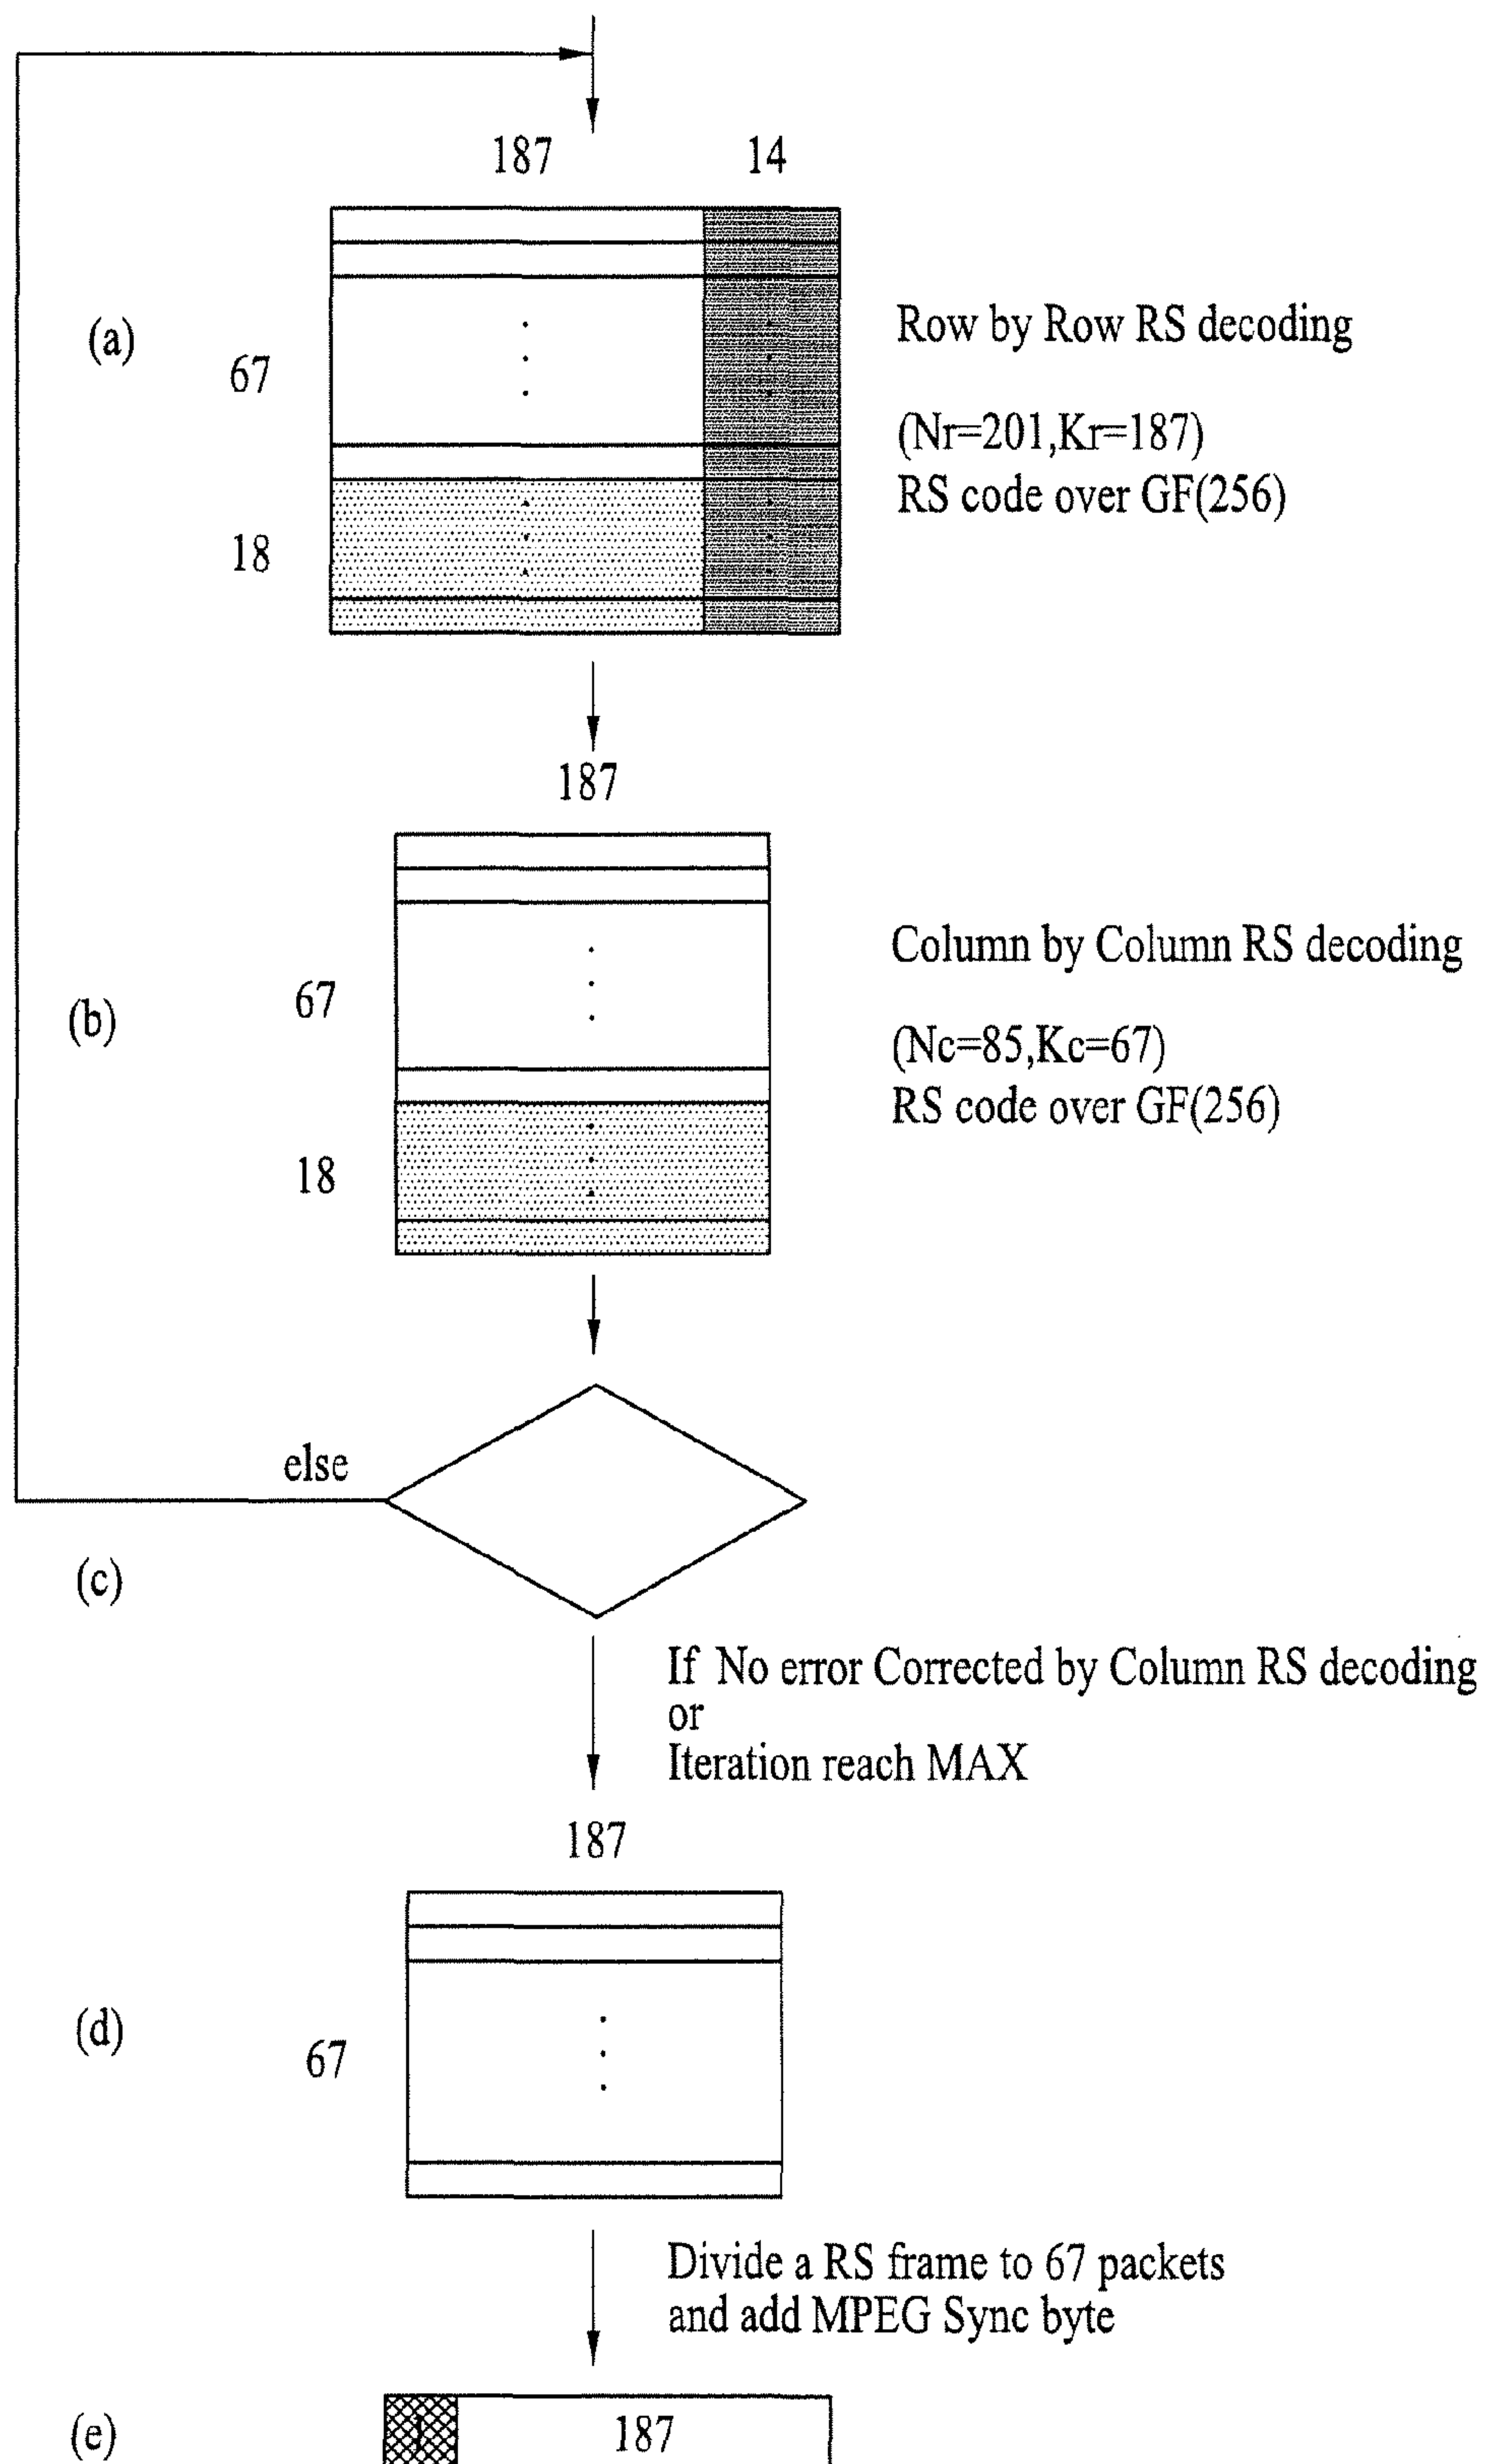 187 14
(a)
67
18
Row by Row RS decoding
(Nr=201,Kr=187)
RS code over GF(256)
187
(b)
67
18
Column by Column RS decoding
(Nc=85,Kc=67)
RS code over GF(256)
else
(c)
If No error Corrected by Column RS decoding
or
Iteration reach MAX
187
(d)
67
Divide a RS frame to 67 packets
and add MPEG Sync byte
(e)
1 187